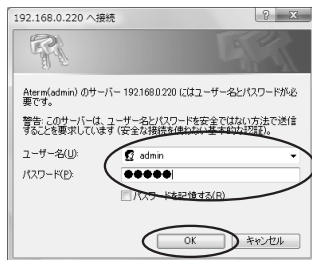 192.168.0.220 へ接続
Aterm(admin) のサーバー 192.168.0.220 にはユーザー名とパスワードが必
要です。
警告: このサーバーは、ユーザー名とパスワードを安全ではない方法で送信
することを要求しています (安全な接続を使わない基本的な認証)。
ユーザー名(U):
admin
パスワード(P):
●●●●●
パスワードを記憶する(R)
OK
キャンセル